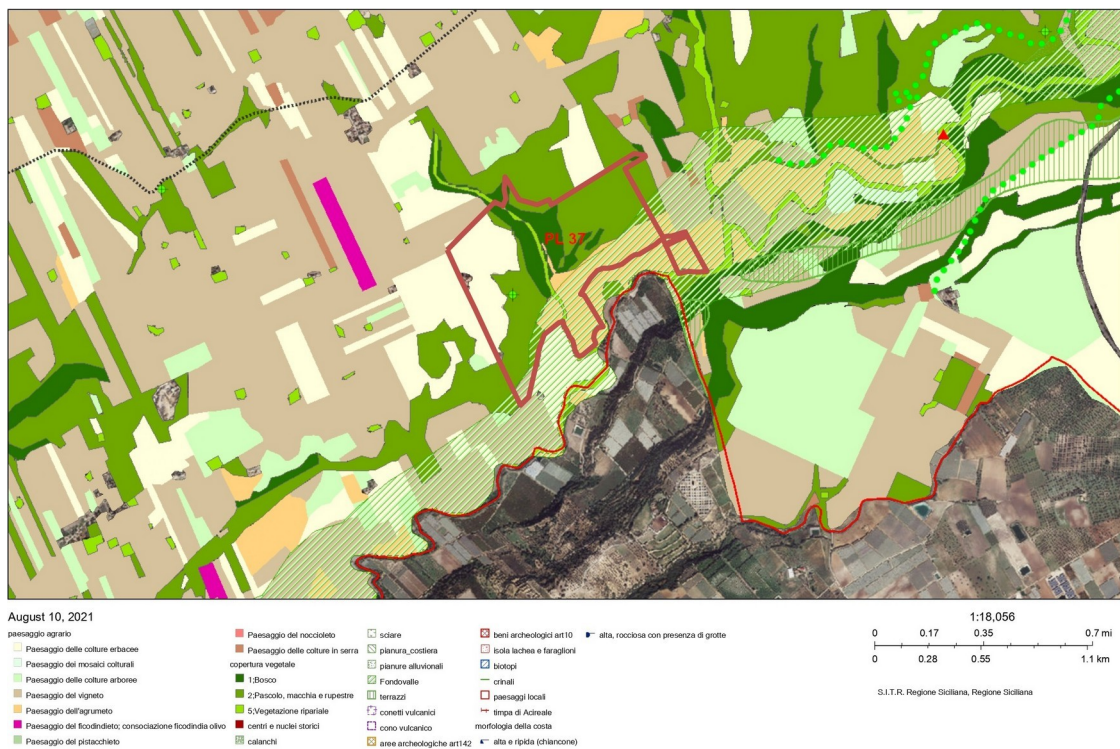 PL 37
August 10, 2021
paesaggio agrario
Paesaggio delle colture erbacee
Paesaggio dei mosaici colturali
Paesaggio delle colture arboree
Paesaggio del vigneto
Paesaggio dell'agrumeto
Paesaggio del ficodindieto; consociazione ficodindia olivo
Paesaggio del pistacchieto
Paesaggio del noccioleto
Paesaggio delle colture in serra
copertura vegetale
1;Bosco
2;Pascolo, macchia e rupestre
5;Vegetazione ripariale
centri e nuclei storici
calanchi
sciare
pianura_costiera
pianure alluvionali
Fondovalle
terrazzi
conetti vulcanici
cono vulcanico
aree archeologiche art142
beni archeologici art10
isola lachea e faraglioni
biotopi
crinali
paesaggi locali
timpa di Acireale
morfologia della costa
alta e ripida (chiancone)
alta, rocciosa con presenza di grotte
1:18,056
0 0.17 0.35 0.7 mi
0 0.28 0.55 1.1 km
S.I.T.R. Regione Siciliana, Regione Siciliana